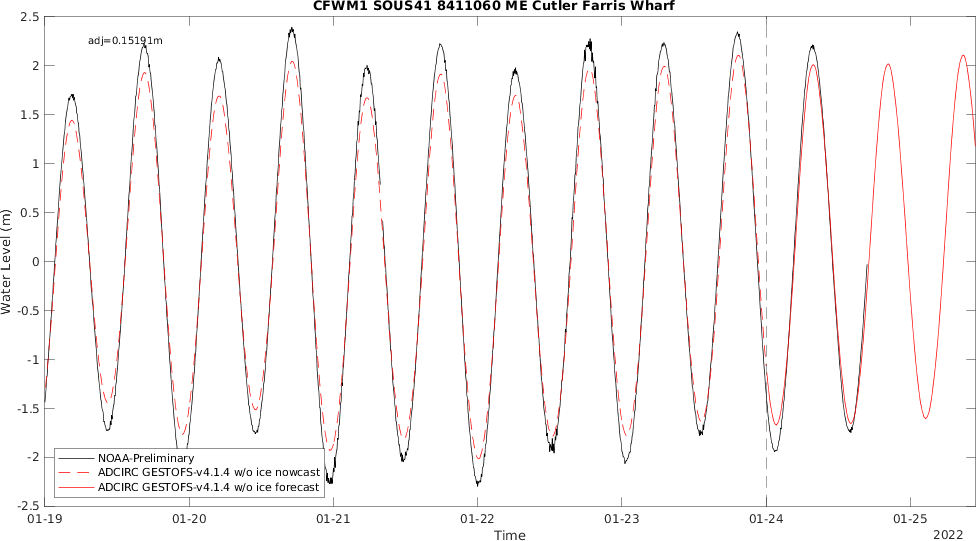 CFWM1 SOUS41 8411060 ME Cutler Farris Wharf
adj=0.15191m
2.5
2
1.5
1
0.5
0
-0.5
-1
-1.5
-2
-2.5
Water Level (m)
NOAA-Preliminary
ADCIRC GESTOFS-v4.1.4 w/o ice nowcast
ADCIRC GESTOFS-v4.1.4 w/o ice forecast
01-19 01-20 01-21 01-22 01-23 01-24 01-25
Time
2022